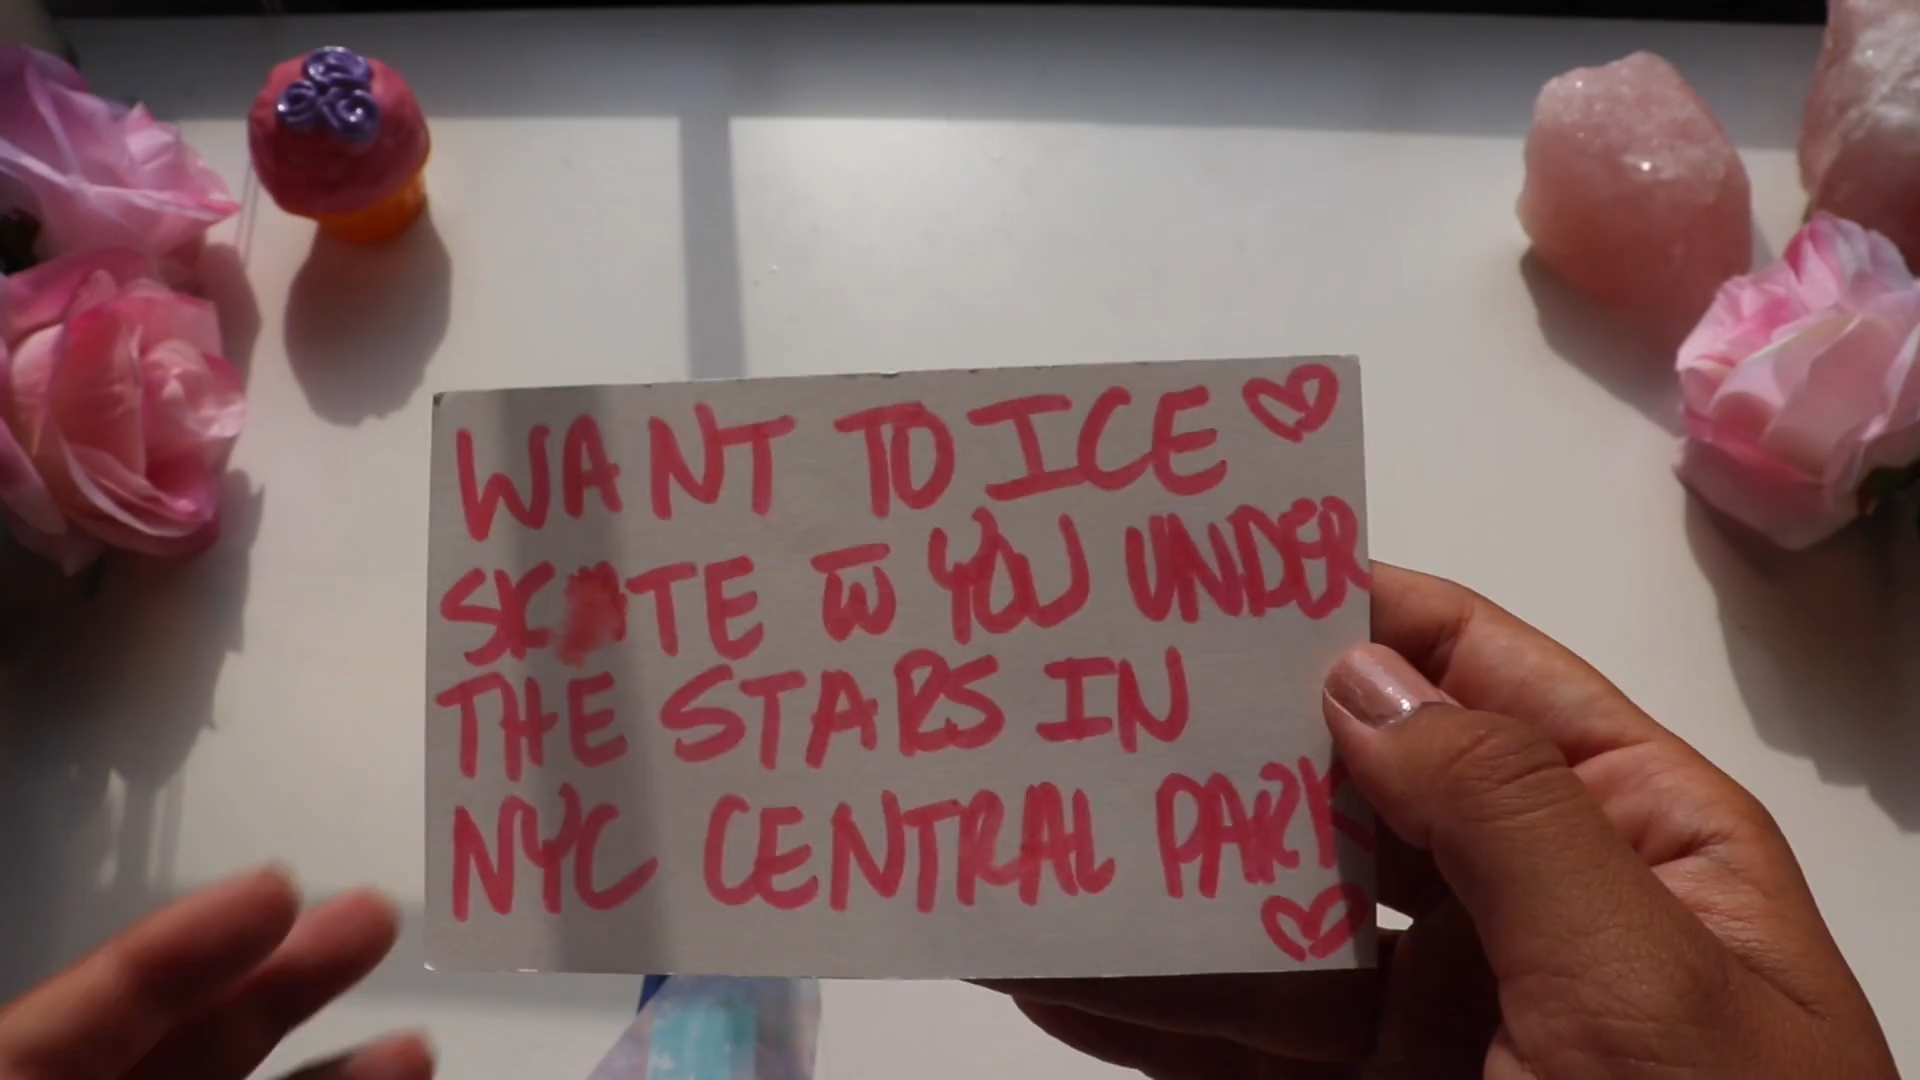 WANT TO ICE
SKATE w̅ YOU UNDER
THE STARS IN
NYC CENTRAL PARK